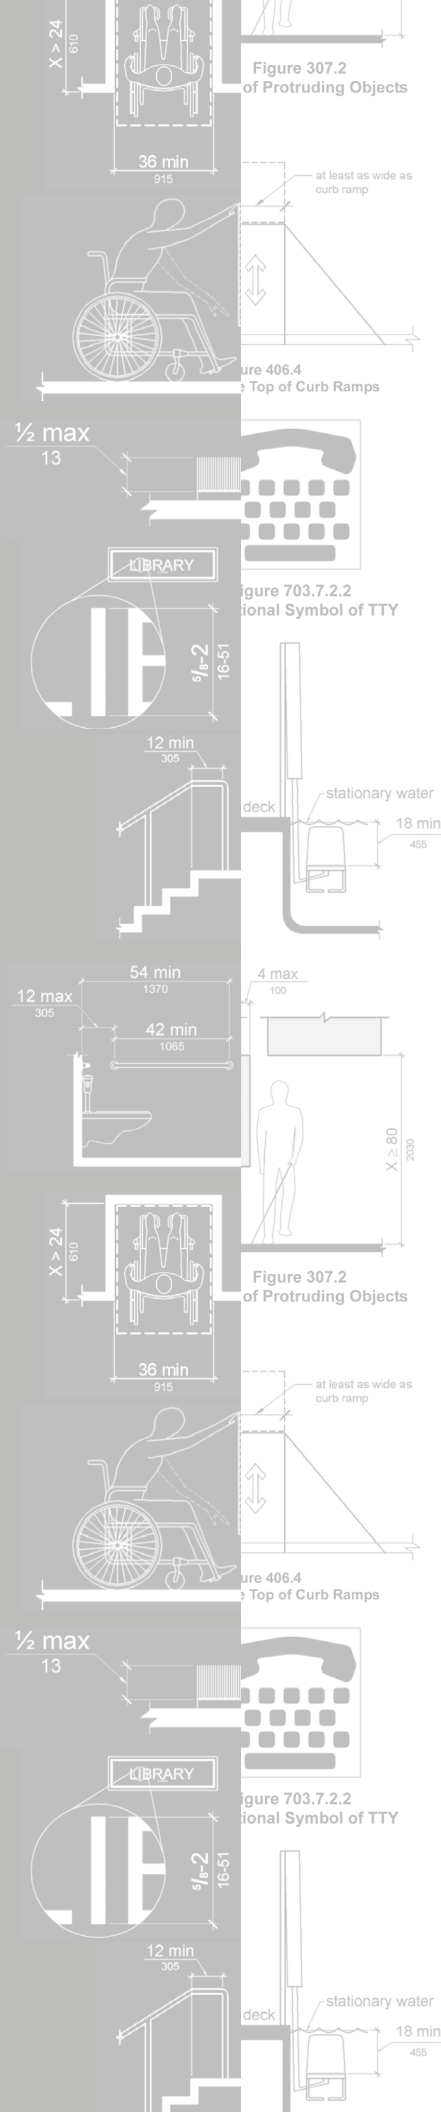 X > 24
610
36 min
915
Figure 307.2
of Protruding Objects
at least as wide as
curb ramp
ure 406.4
e Top of Curb Ramps
½ max
13
igure 703.7.2.2
tional Symbol of TTY
LIBRARY
5/8-2
16-51
12 min
305
deck
stationary water
18 min
455
54 min
1370
12 max
305
42 min
1065
4 max
100
X ≥ 80
2030
X > 24
610
36 min
915
Figure 307.2
of Protruding Objects
at least as wide as
curb ramp
ure 406.4
e Top of Curb Ramps
½ max
13
igure 703.7.2.2
tional Symbol of TTY
LIBRARY
5/8-2
16-51
12 min
305
deck
stationary water
18 min
455